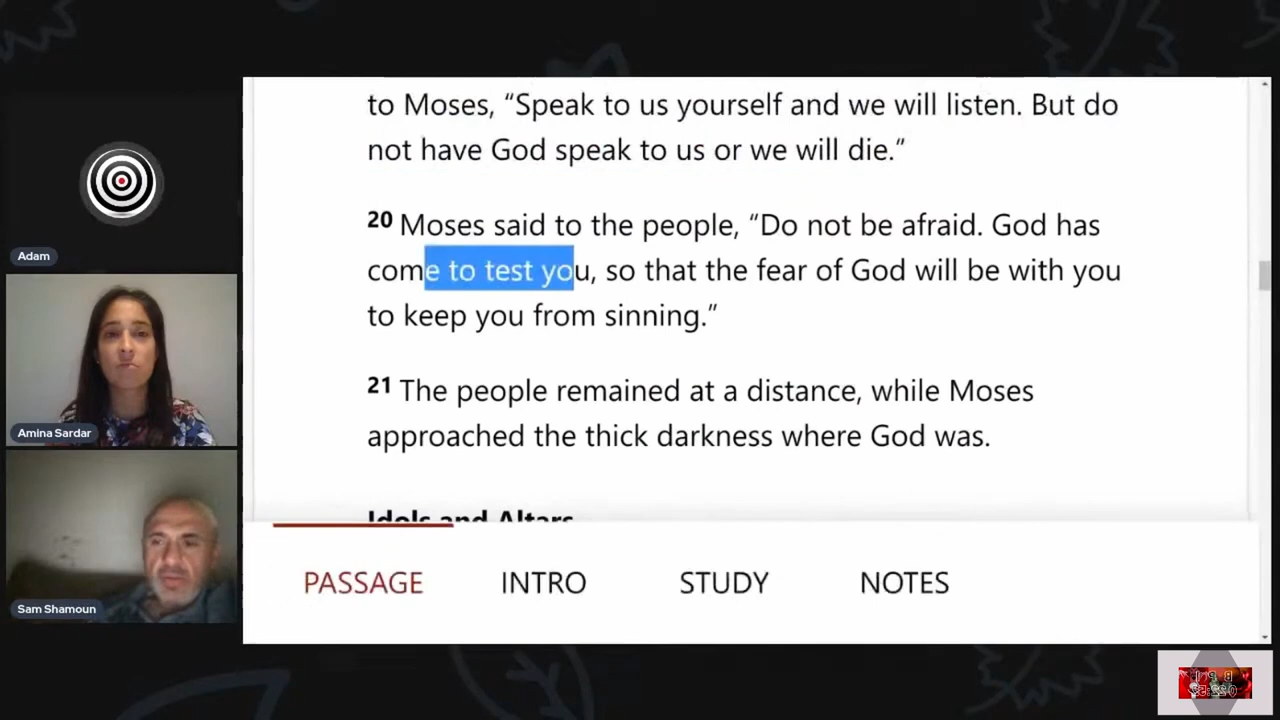 Adam
Amina Sardar
Sam Shamoun
to Moses, “Speak to us yourself and we will listen. But do
not have God speak to us or we will die.”
20 Moses said to the people, “Do not be afraid. God has
come to test you, so that the fear of God will be with you
to keep you from sinning.”
21 The people remained at a distance, while Moses
approached the thick darkness where God was.
Idols and Altars
PASSAGE INTRO STUDY NOTES